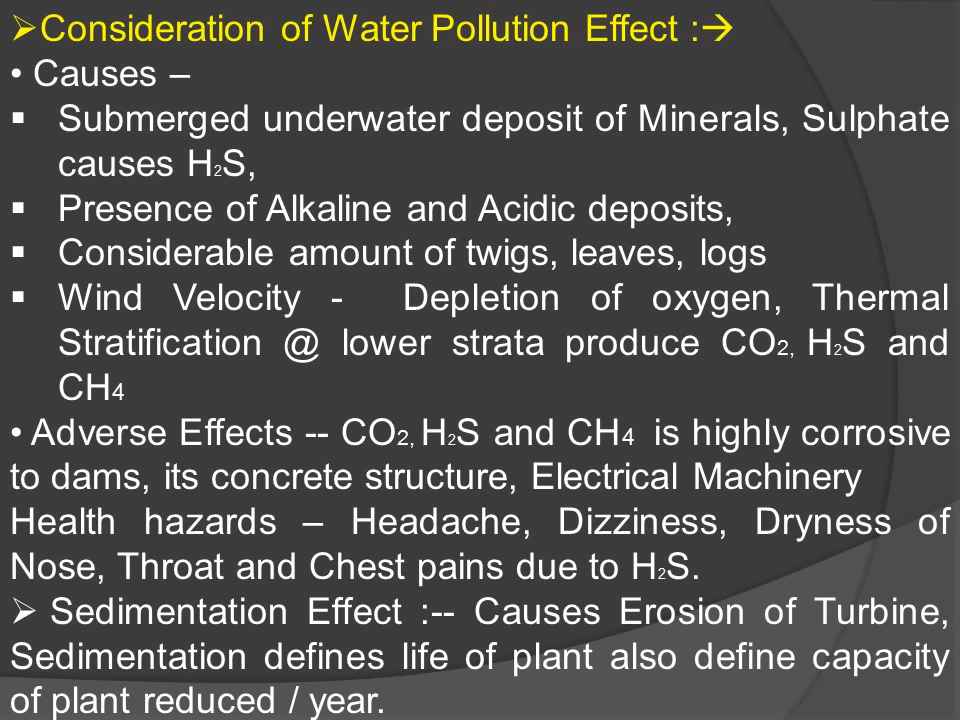 ➢Consideration of Water Pollution Effect :→
• Causes –
▪ Submerged underwater deposit of Minerals, Sulphate
causes H₂S,
▪ Presence of Alkaline and Acidic deposits,
▪ Considerable amount of twigs, leaves, logs
▪ Wind Velocity - Depletion of oxygen, Thermal
Stratification @ lower strata produce CO₂, H₂S and
CH₄
• Adverse Effects -- CO₂, H₂S and CH₄ is highly corrosive
to dams, its concrete structure, Electrical Machinery
Health hazards – Headache, Dizziness, Dryness of
Nose, Throat and Chest pains due to H₂S.
➢ Sedimentation Effect :-- Causes Erosion of Turbine,
Sedimentation defines life of plant also define capacity
of plant reduced / year.